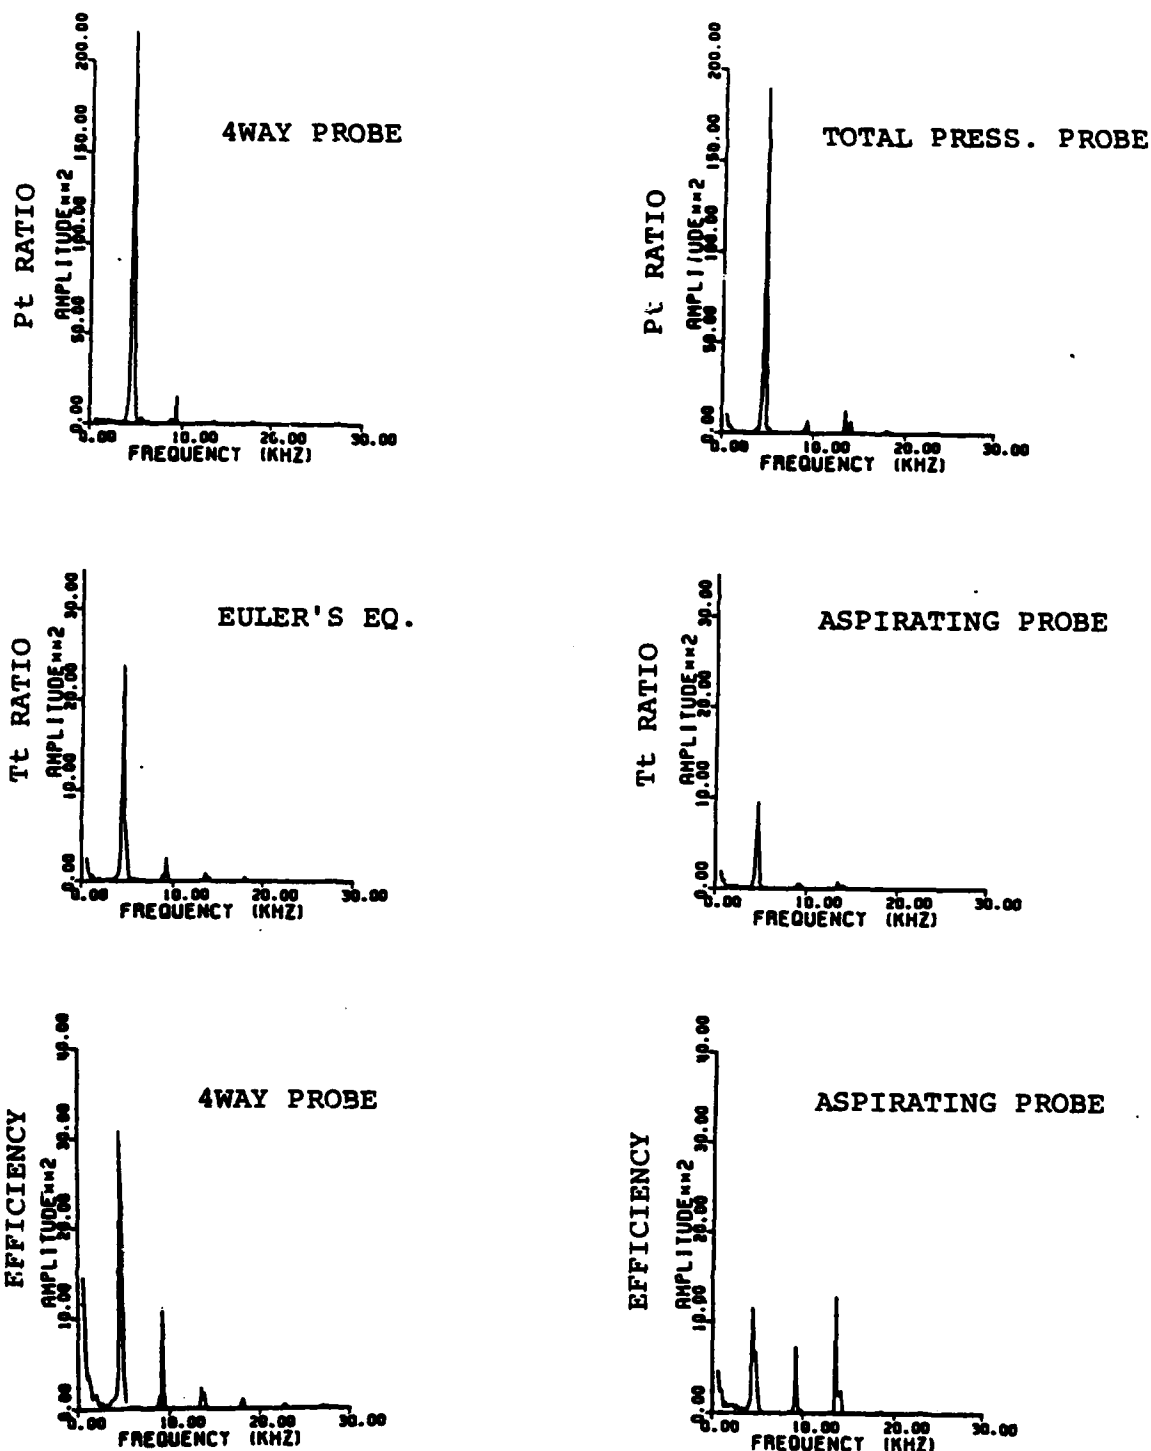 4WAY PROBE
Pt RATIO
AMPLITUDE**2
0.00 50.00 100.00 150.00 200.00
0.00 10.00 20.00 30.00
FREQUENCY (KHZ)
TOTAL PRESS. PROBE
Pt RATIO
AMPLITUDE**2
0.00 50.00 100.00 150.00 200.00
0.00 10.00 20.00 30.00
FREQUENCY (KHZ)
EULER'S EQ.
Tt RATIO
AMPLITUDE**2
0.00 10.00 20.00 30.00
0.00 10.00 20.00 30.00
FREQUENCY (KHZ)
ASPIRATING PROBE
Tt RATIO
AMPLITUDE**2
0.00 10.00 20.00 30.00
0.00 10.00 20.00 30.00
FREQUENCY (KHZ)
4WAY PROBE
EFFICIENCY
AMPLITUDE**2
0.00 10.00 20.00 30.00 40.00
0.00 10.00 20.00 30.00
FREQUENCY (KHZ)
ASPIRATING PROBE
EFFICIENCY
AMPLITUDE**2
0.00 10.00 20.00 30.00 40.00
0.00 10.00 20.00 30.00
FREQUENCY (KHZ)